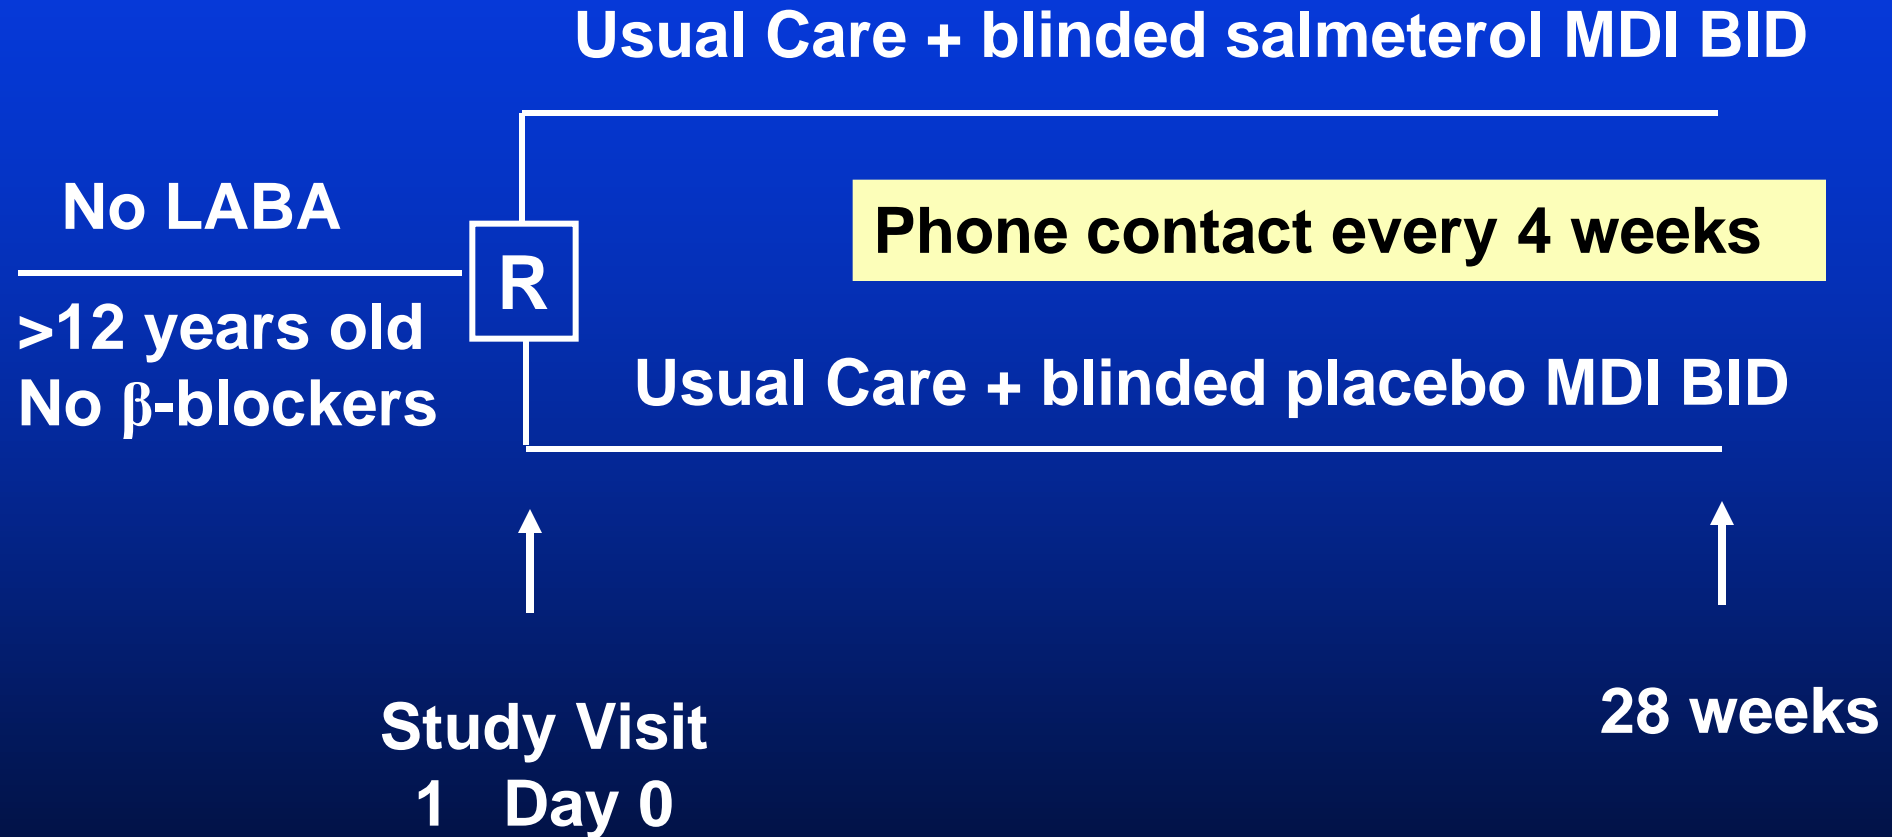 Usual Care + blinded salmeterol MDI BID
No LABA
R
Phone contact every 4 weeks
>12 years old
No β-blockers
Usual Care + blinded placebo MDI BID
Study Visit
1 Day 0
28 weeks